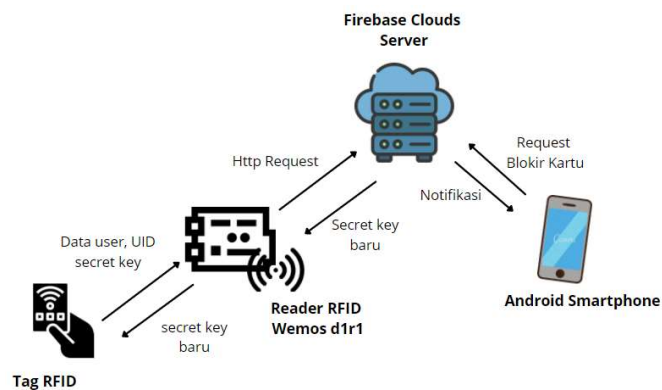 Firebase Clouds
Server
Http Request
Request
Blokir Kartu
Notifikasi
Secret key
baru
Data user, UID
secret key
Reader RFID
Wemos d1r1
Android Smartphone
secret key
baru
Tag RFID